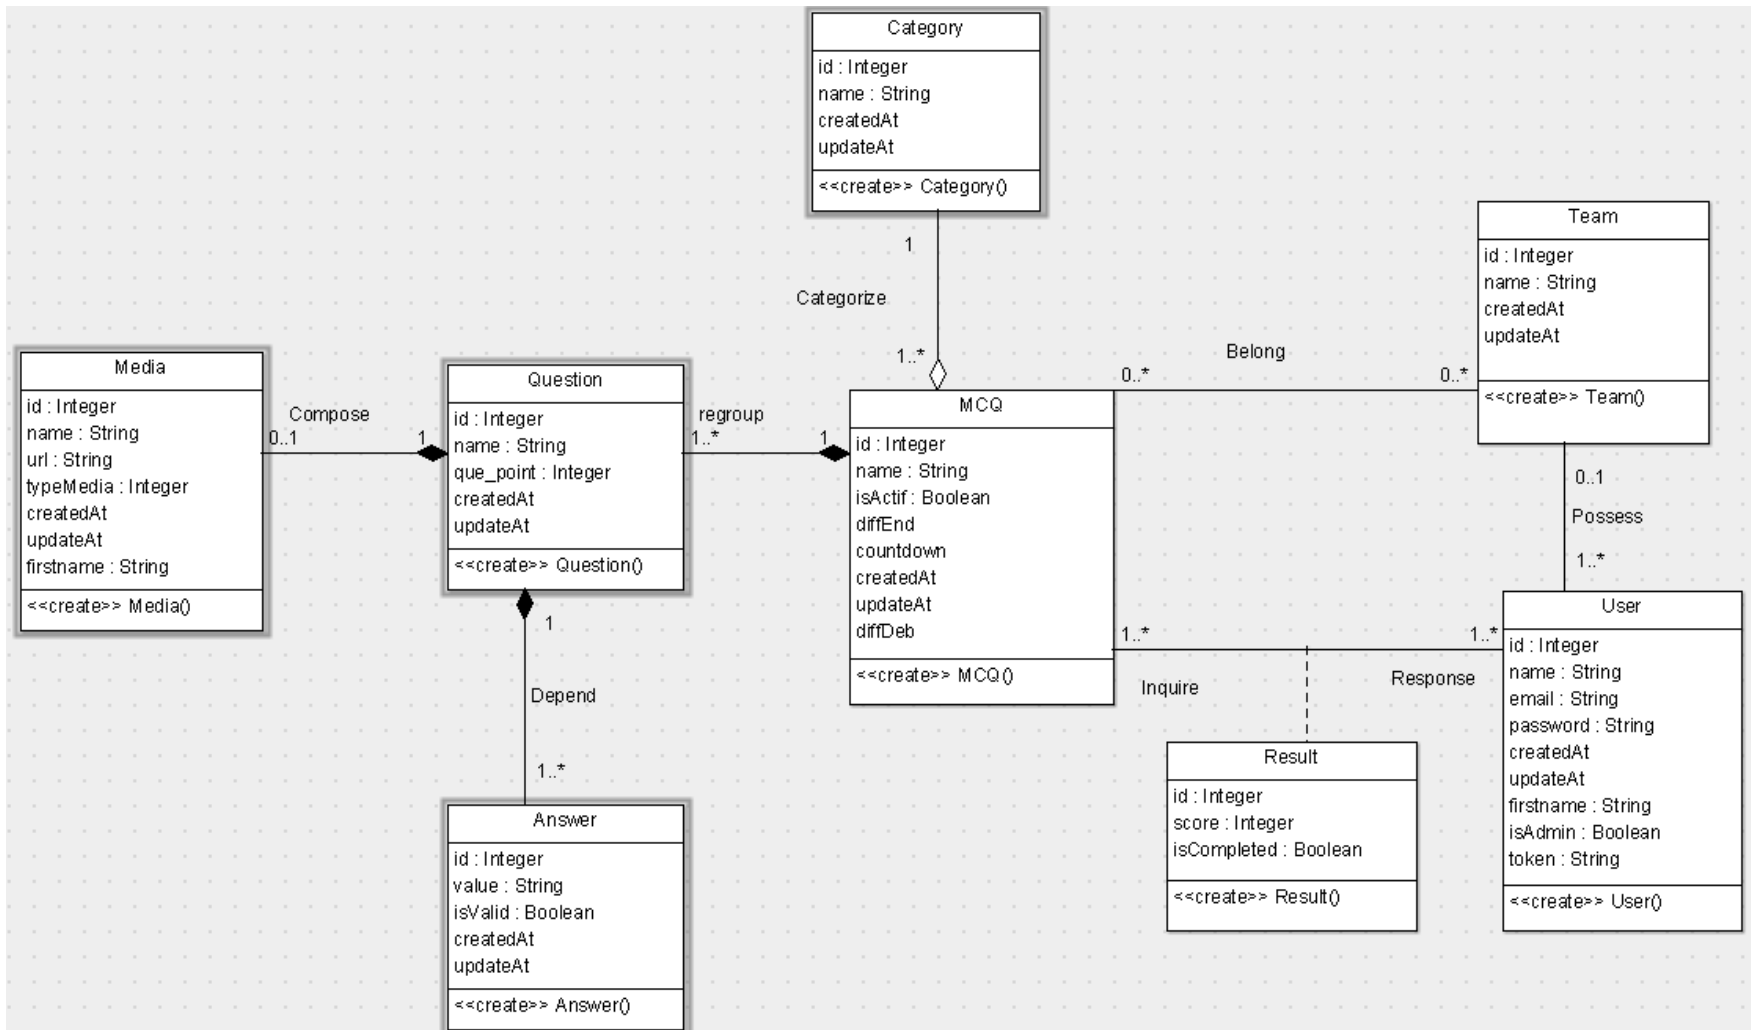 Category
id : Integer
name : String
createdAt
updateAt
<<create>> Category()
1
Categorize
1..*
Team
id : Integer
name : String
createdAt
updateAt
<<create>> Team()
Belong
0..*
0..*
Media
id : Integer
name : String
url : String
typeMedia : Integer
createdAt
updateAt
firstname : String
<<create>> Media()
Compose
0..1
1
Question
id : Integer
name : String
que_point : Integer
createdAt
updateAt
<<create>> Question()
regroup
1..*
1
MCQ
id : Integer
name : String
isActif : Boolean
diffEnd
countdown
createdAt
updateAt
diffDeb
<<create>> MCQ()
0..1
Possess
1..*
User
id : Integer
name : String
email : String
password : String
createdAt
updateAt
firstname : String
isAdmin : Boolean
token : String
<<create>> User()
1..*
1..*
Inquire
Response
Result
id : Integer
score : Integer
isCompleted : Boolean
<<create>> Result()
1
Depend
1..*
Answer
id : Integer
value : String
isValid : Boolean
createdAt
updateAt
<<create>> Answer()